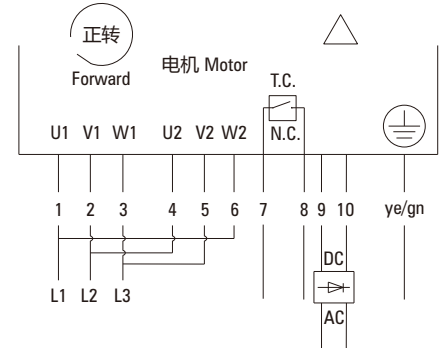 正转
Forward
电机 Motor
T.C.
N.C.
U1 V1 W1 U2 V2 W2
1 2 3 4 5 6 7 8 9 10 ye/gn
DC
L1 L2 L3
AC